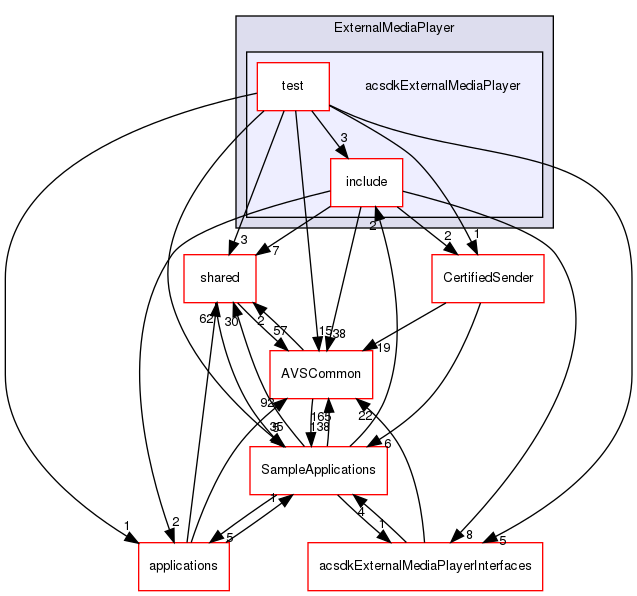 ExternalMediaPlayer
test
acsdkExternalMediaPlayer
3
include
2
2
1
3
7
shared
CertifiedSender
62
30
2
57
15
38
19
AVSCommon
92
165
22
35
5
138
6
SampleApplications
1
4
1
1
2
5
8
5
applications
acsdkExternalMediaPlayerInterfaces